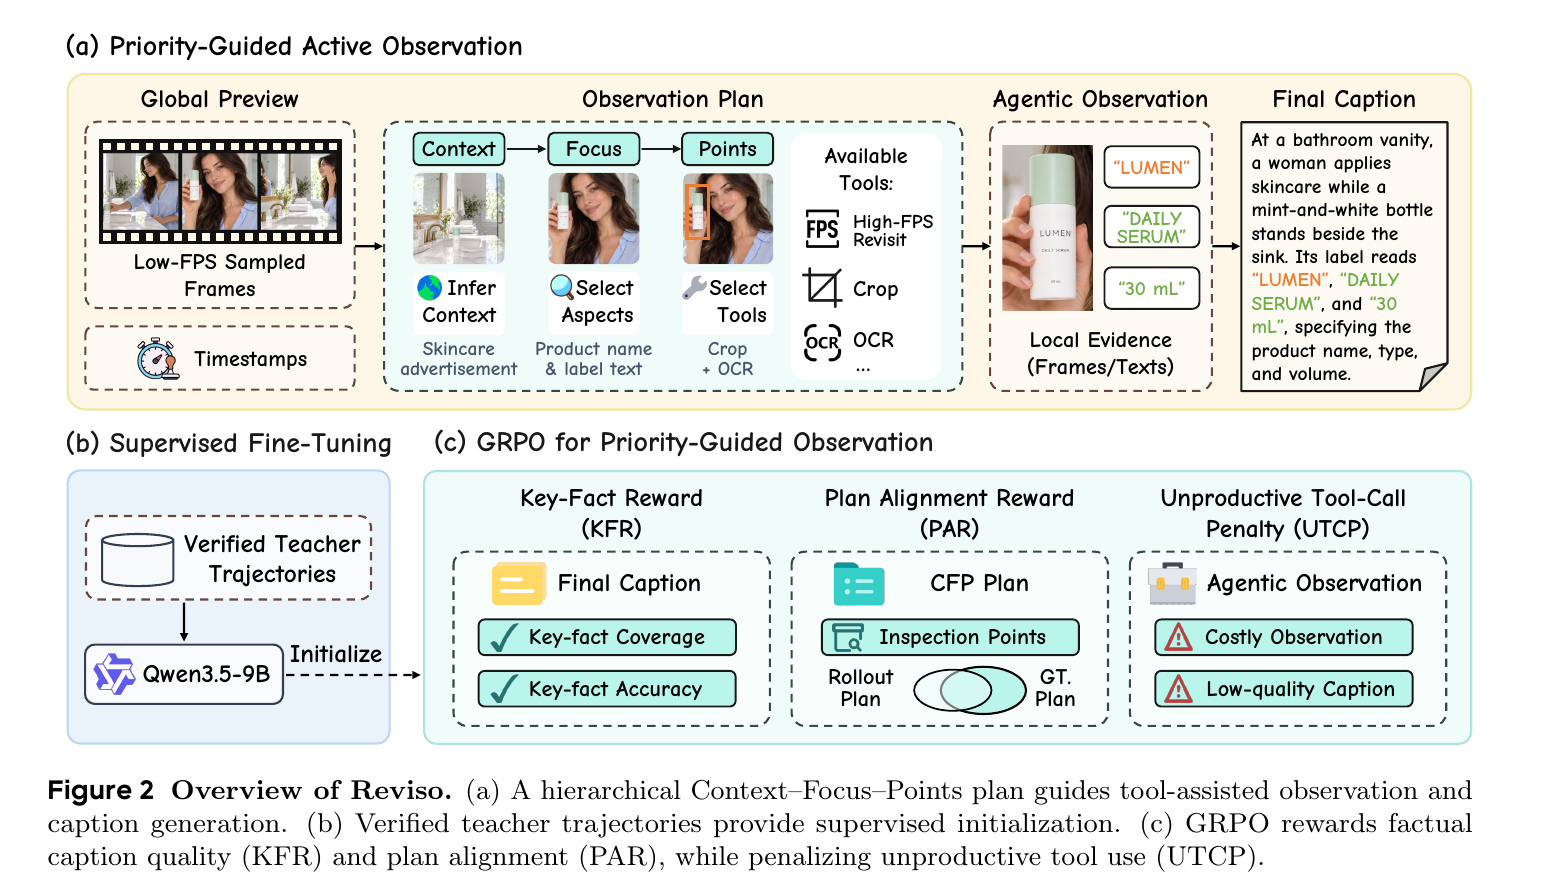 (a) Priority-Guided Active Observation
Global Preview
Low-FPS Sampled
Frames
Timestamps
Observation Plan
Context
Focus
Points
Infer
Context
Select
Aspects
Select
Tools
Skincare
advertisement
Product name
& label text
Crop
+ OCR
Available
Tools:
FPS
High-FPS
Revisit
Crop
OCR
OCR
...
Agentic Observation
LUMEN
DAILY SERUM
"LUMEN"
"DAILY
SERUM"
"30 mL"
Local Evidence
(Frames/Texts)
Final Caption
At a bathroom vanity,
a woman applies
skincare while a
mint-and-white bottle
stands beside the
sink. Its label reads
"LUMEN", "DAILY
SERUM", and "30
mL", specifying the
product name, type,
and volume.
(b) Supervised Fine-Tuning
Verified Teacher
Trajectories
Qwen3.5-9B
Initialize
(c) GRPO for Priority-Guided Observation
Key-Fact Reward
(KFR)
Final Caption
Key-fact Coverage
Key-fact Accuracy
Plan Alignment Reward
(PAR)
CFP Plan
Inspection Points
Rollout
Plan
GT.
Plan
Unproductive Tool-Call
Penalty (UTCP)
Agentic Observation
Costly Observation
Low-quality Caption
Figure 2 Overview of Reviso. (a) A hierarchical Context–Focus–Points plan guides tool-assisted observation and
caption generation. (b) Verified teacher trajectories provide supervised initialization. (c) GRPO rewards factual
caption quality (KFR) and plan alignment (PAR), while penalizing unproductive tool use (UTCP).